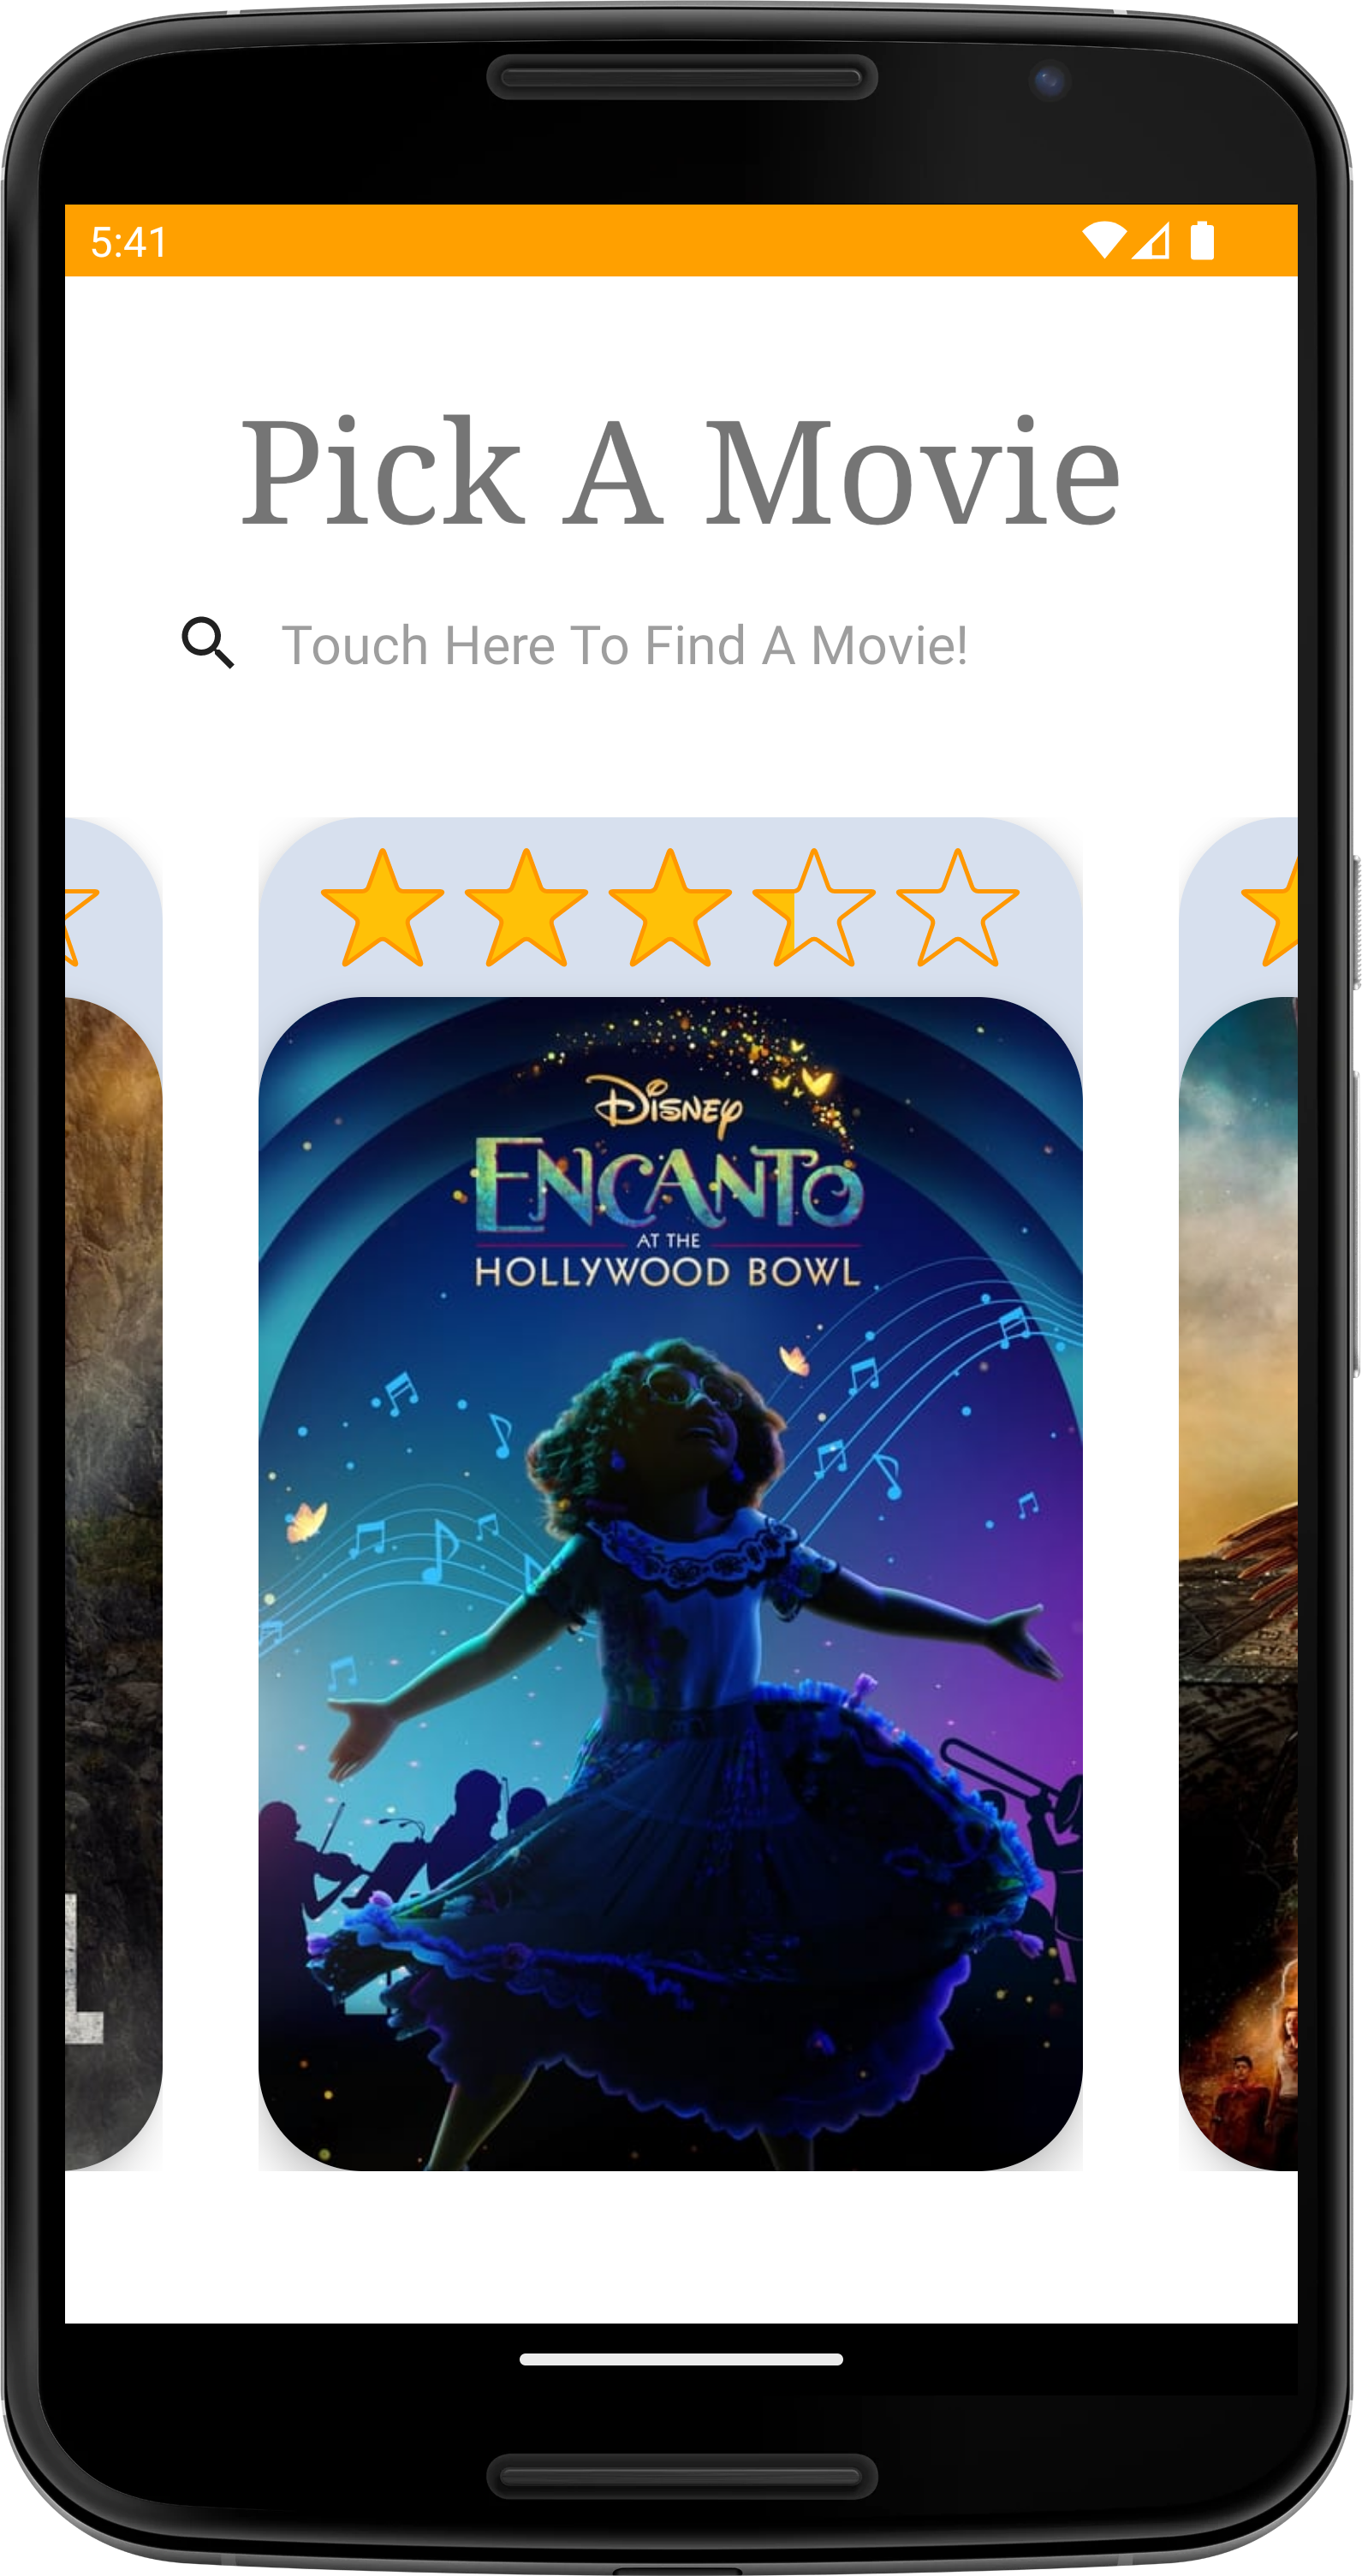 5:41
Pick A Movie
Touch Here To Find A Movie!
Disney
ENCANTO
AT THE
HOLLYWOOD BOWL